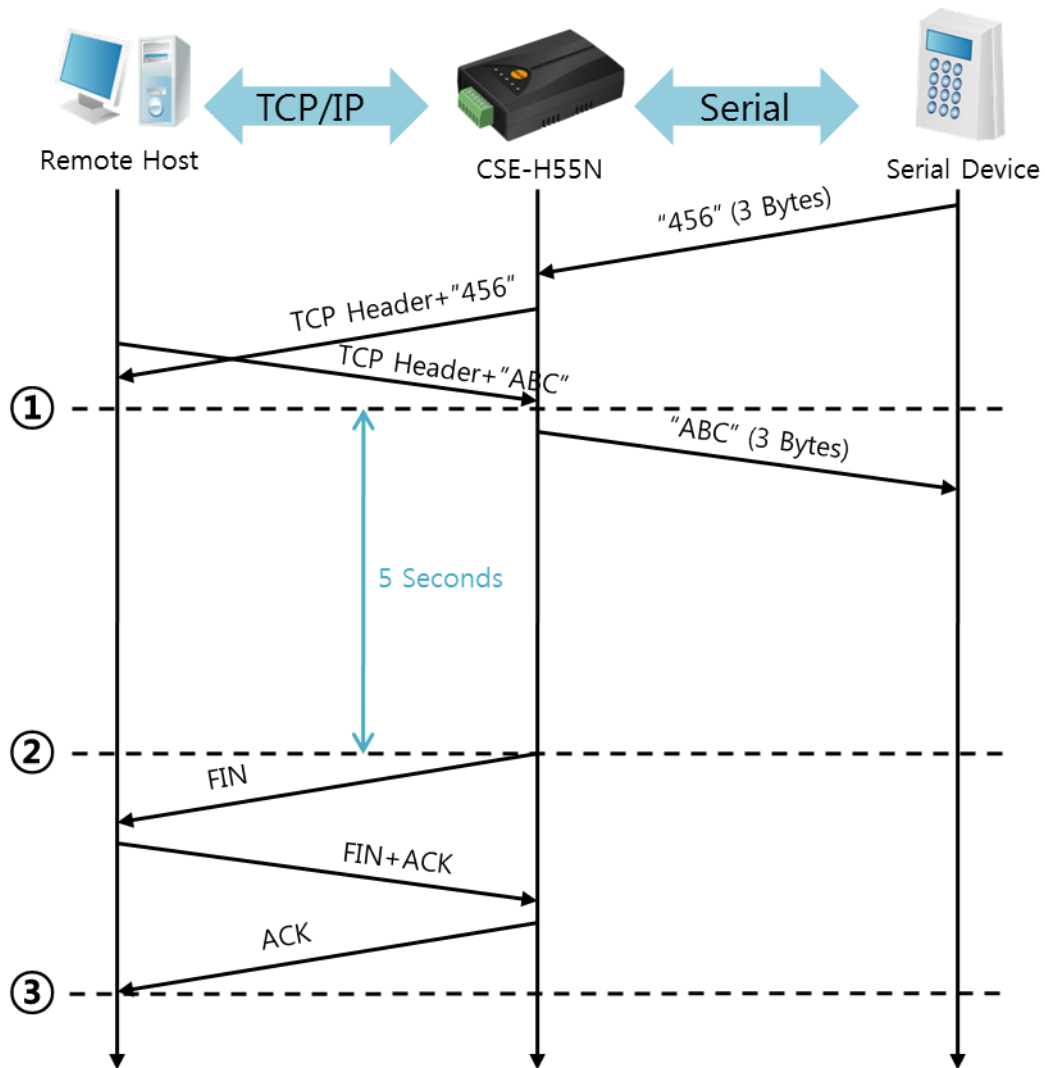 TCP/IP
Serial
Remote Host
CSE-H55N
Serial Device
"456" (3 Bytes)
TCP Header+"456"
TCP Header+"ABC"
①
"ABC" (3 Bytes)
5 Seconds
②
FIN
FIN+ACK
ACK
③